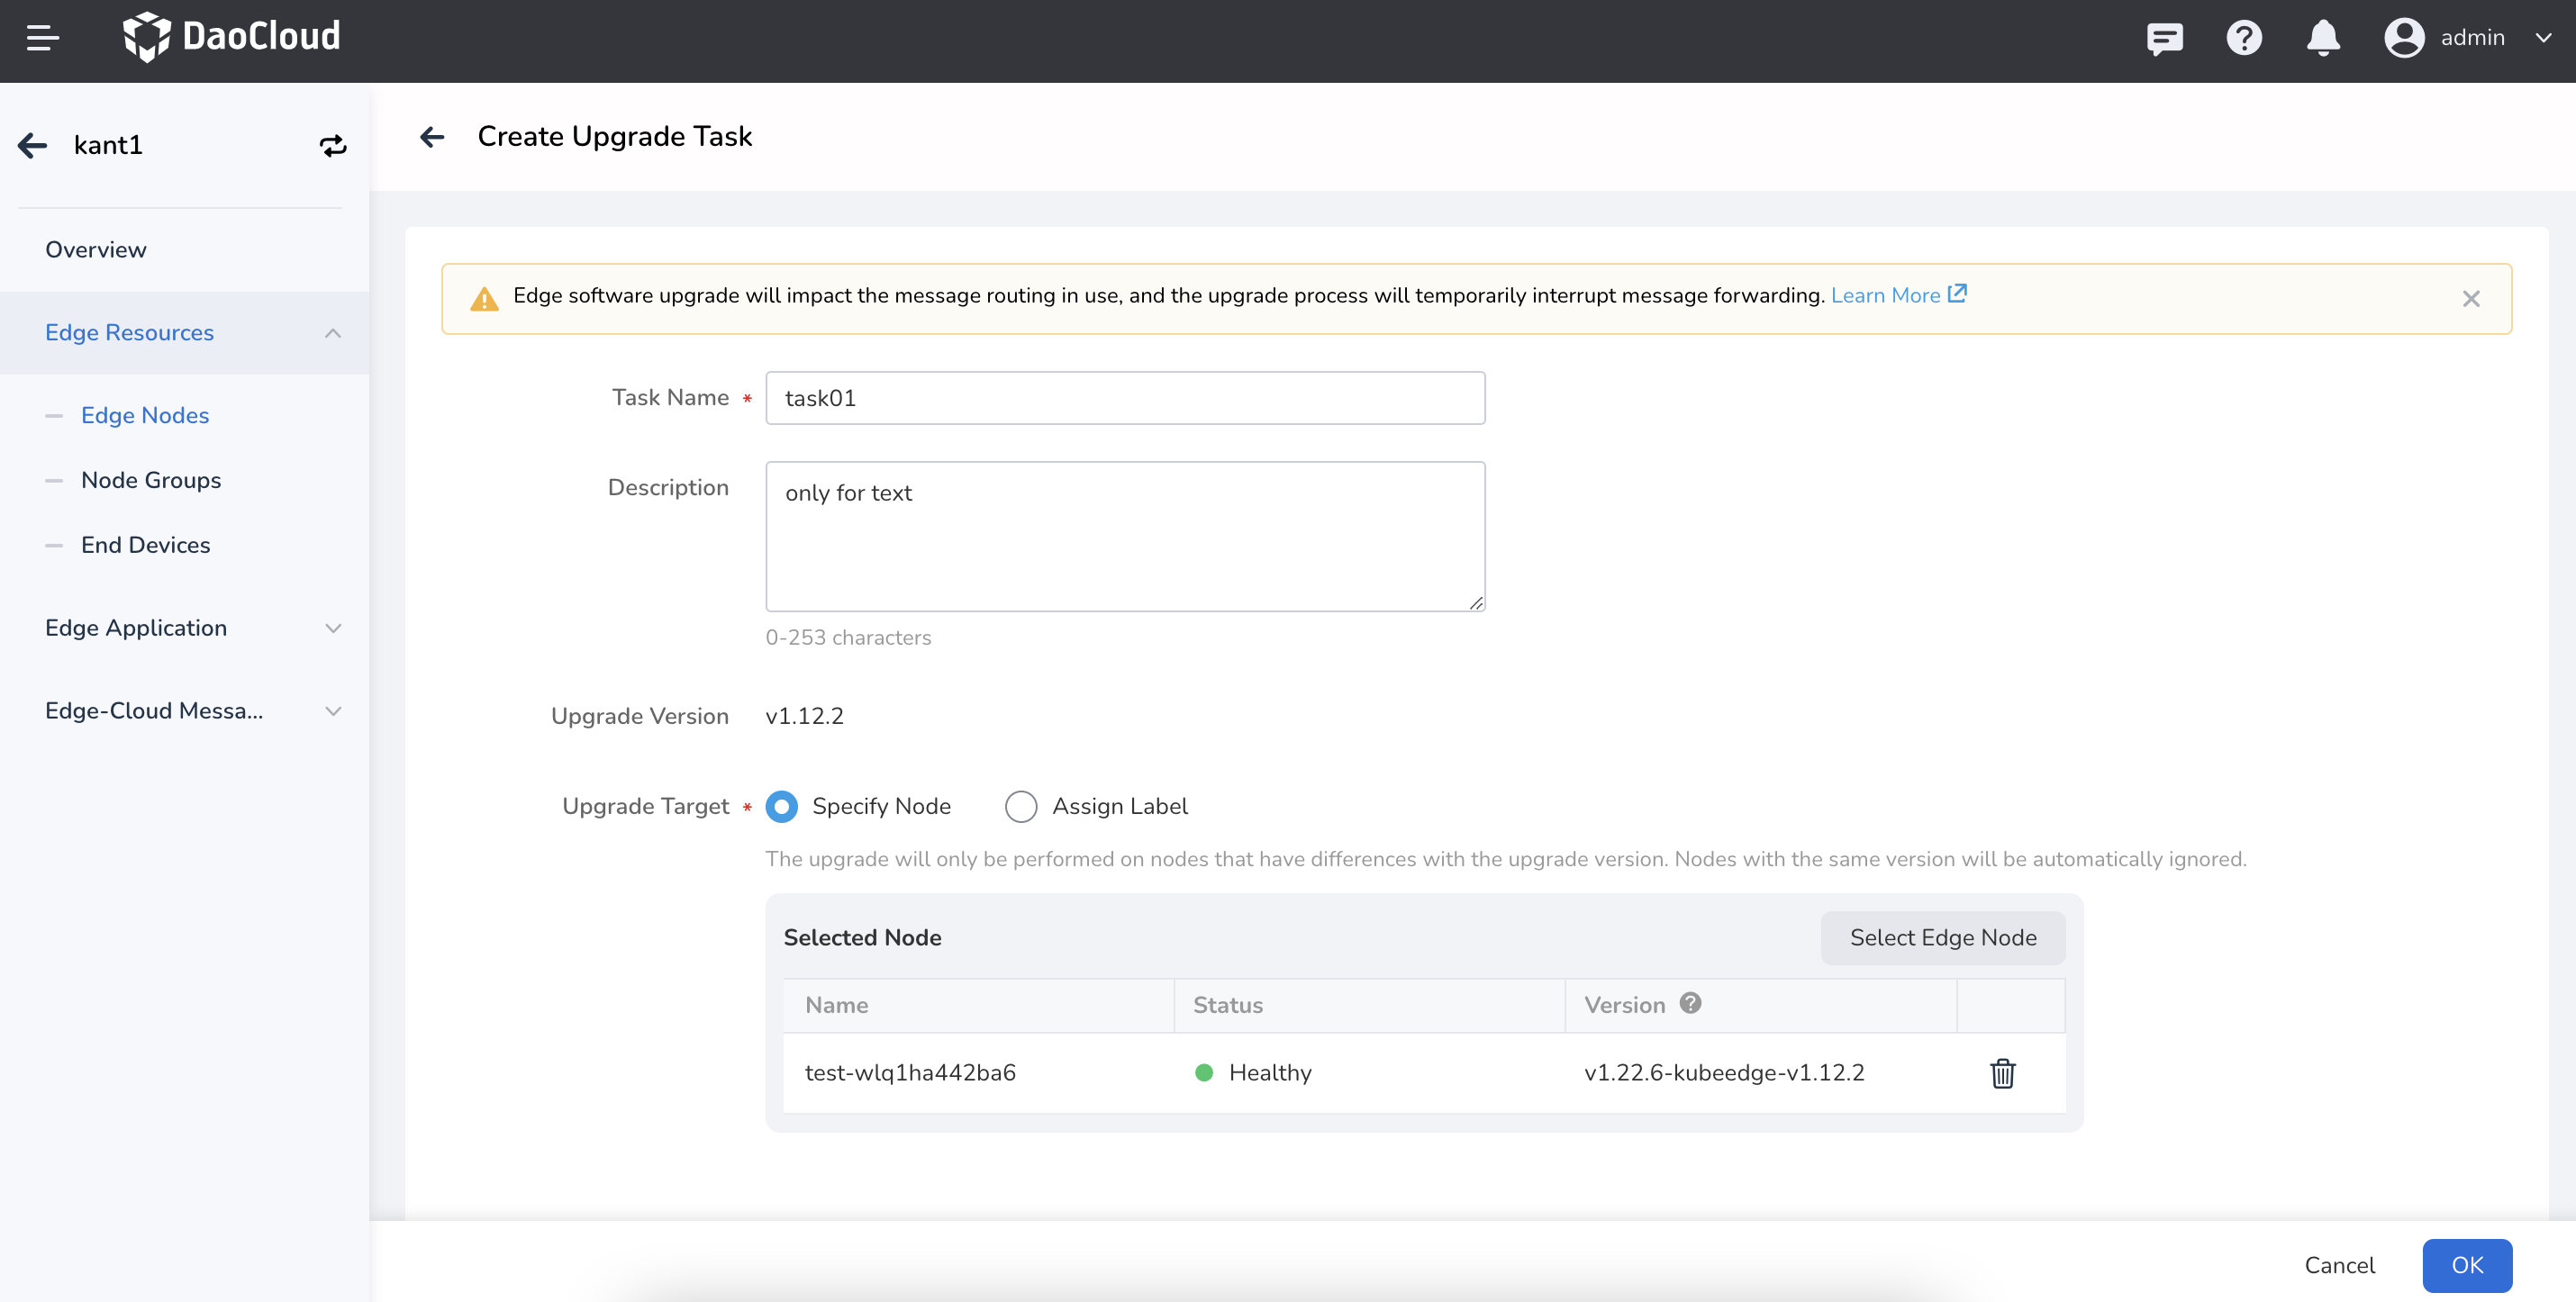 DaoCloud
admin
kant1
Overview
Edge Resources
Edge Nodes
Node Groups
End Devices
Edge Application
Edge-Cloud Messa...
Create Upgrade Task
Edge software upgrade will impact the message routing in use, and the upgrade process will temporarily interrupt message forwarding. Learn More
Task Name * task01
Description only for text
0-253 characters
Upgrade Version v1.12.2
Upgrade Target * Specify Node Assign Label
The upgrade will only be performed on nodes that have differences with the upgrade version. Nodes with the same version will be automatically ignored.
Selected Node Select Edge Node
Name Status Version
test-wlq1ha442ba6 Healthy v1.22.6-kubeedge-v1.12.2
Cancel OK